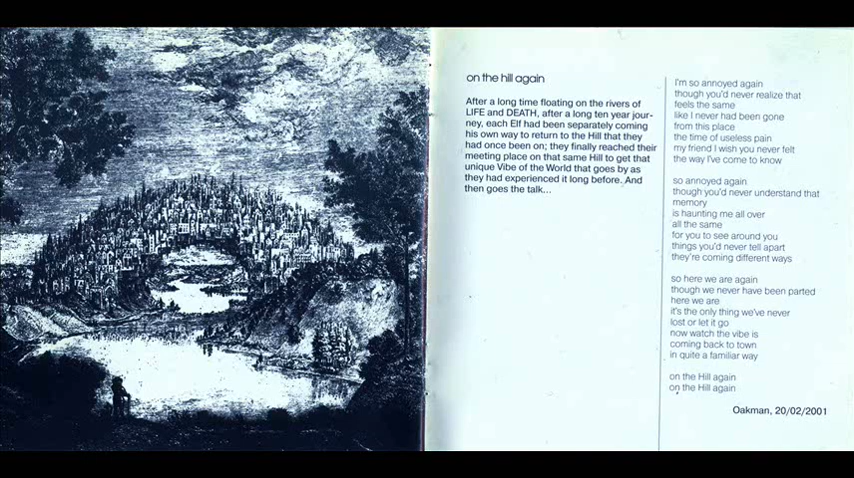 on the hill again
After a long time floating on the rivers of
LIFE and DEATH, after a long ten year jour-
ney, each Elf had been separately coming
his own way to return to the Hill that they
had once been on; they finally reached their
meeting place on that same Hill to get that
unique Vibe of the World that goes by as
they had experienced it long before. And
then goes the talk...
I'm so annoyed again
though you'd never realize that
feels the same
like I never had been gone
from this place
the time of useless pain
my friend I wish you never felt
the way I've come to know
so annoyed again
though you'd never understand that
memory
is haunting me all over
all the same
for you to see around you
things you'd never tell apart
they're coming different ways
so here we are again
though we never have been parted
here we are
it's the only thing we've never
lost or let it go
now watch the vibe is
coming back to town
in quite a familiar way
on the Hill again
on the Hill again
Oakman, 20/02/2001